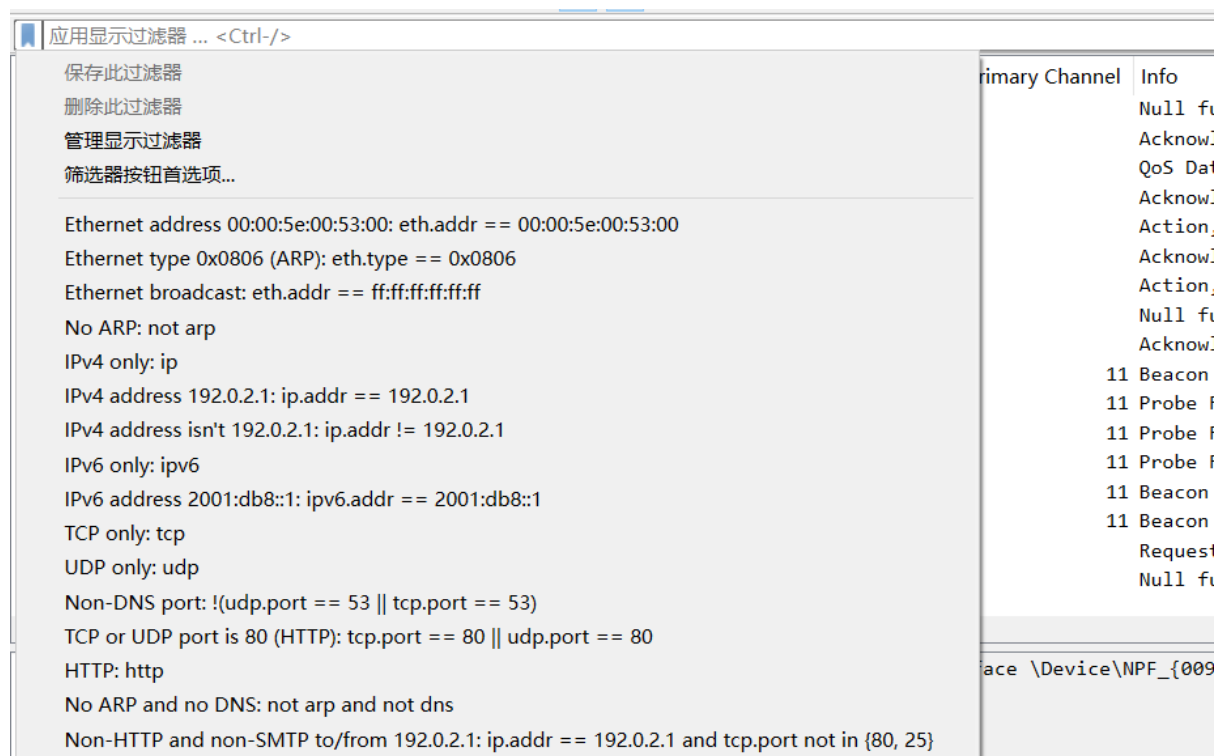 应用显示过滤器 … <Ctrl-/>
保存此过滤器
删除此过滤器
管理显示过滤器
筛选器按钮首选项...
Ethernet address 00:00:5e:00:53:00: eth.addr == 00:00:5e:00:53:00
Ethernet type 0x0806 (ARP): eth.type == 0x0806
Ethernet broadcast: eth.addr == ff:ff:ff:ff:ff:ff
No ARP: not arp
IPv4 only: ip
IPv4 address 192.0.2.1: ip.addr == 192.0.2.1
IPv4 address isn't 192.0.2.1: ip.addr != 192.0.2.1
IPv6 only: ipv6
IPv6 address 2001:db8::1: ipv6.addr == 2001:db8::1
TCP only: tcp
UDP only: udp
Non-DNS port: !(udp.port == 53 || tcp.port == 53)
TCP or UDP port is 80 (HTTP): tcp.port == 80 || udp.port == 80
HTTP: http
No ARP and no DNS: not arp and not dns
Non-HTTP and non-SMTP to/from 192.0.2.1: ip.addr == 192.0.2.1 and tcp.port not in {80, 25}
rimary Channel Info
Null fu
Acknowl
QoS Dat
Acknowl
Action,
Acknowl
Action,
Null fu
Acknowl
11 Beacon
11 Probe
11 Probe
11 Probe
11 Beacon
11 Beacon
Request
Null fu
ace \Device\NPF_{009